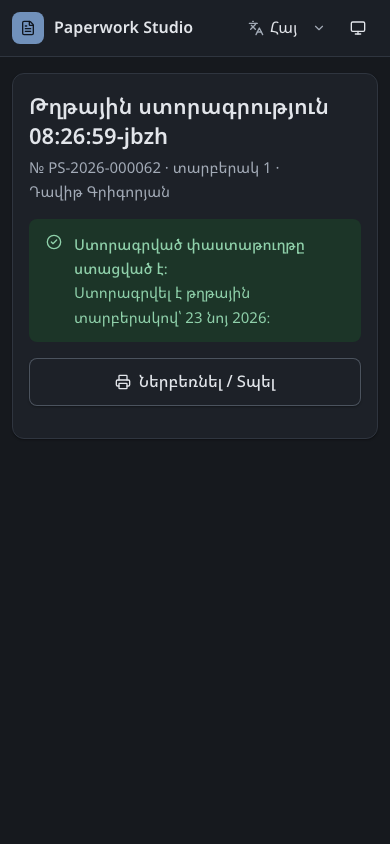 Paperwork Studio
Հայ
Թղթային ստորագրություն
08:26:59-jbzh
№ PS-2026-000062 · տարբերակ 1 ·
Դավիթ Գրիգորյան
Ստորագրված փաստաթուղթը
ստացված է:
Ստորագրվել է թղթային
տարբերակով՝ 23 նոյ 2026:
Ներբեռնել / Տպել